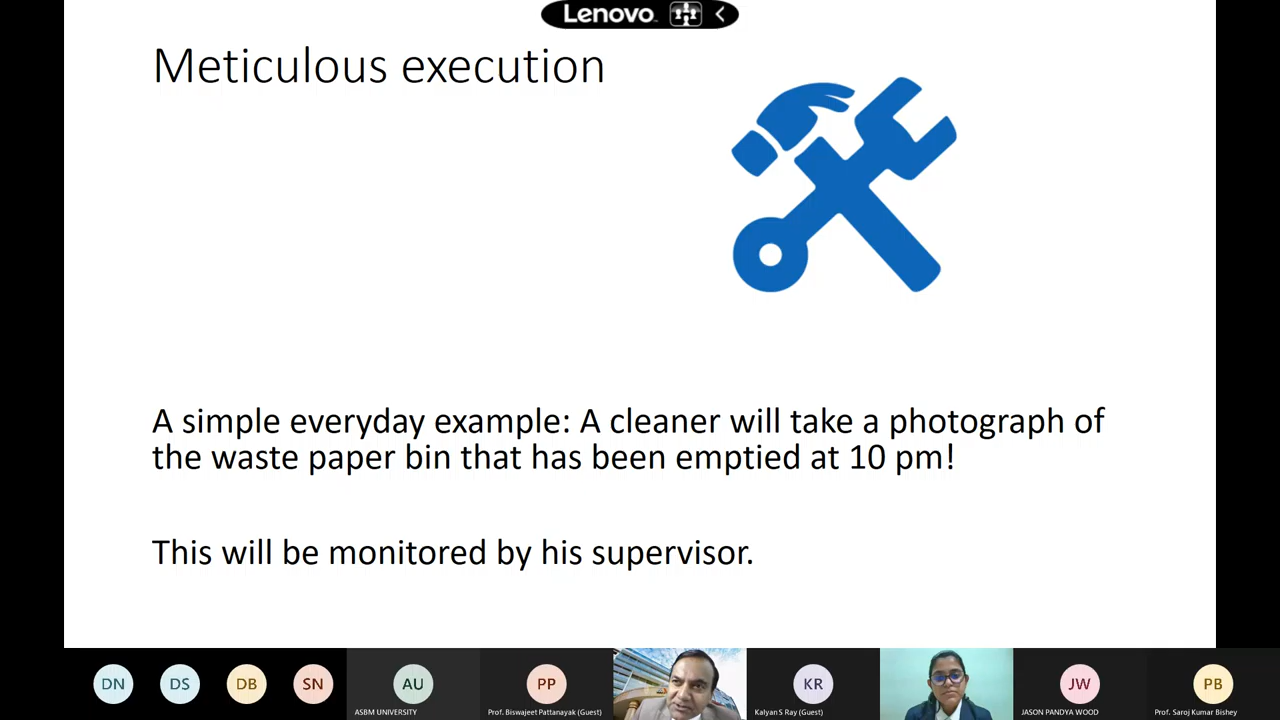 Lenovo
Meticulous execution
A simple everyday example: A cleaner will take a photograph of
the waste paper bin that has been emptied at 10 pm!
This will be monitored by his supervisor.
DN
DS
DB
SN
AU
PP
KR
JW
PB
ASBM UNIVERSITY
Prof. Biswajeet Pattanayak (Guest)
Kalyan S Ray (Guest)
JASON PANDYA WOOD
Prof. Saroj Kumar Bishey